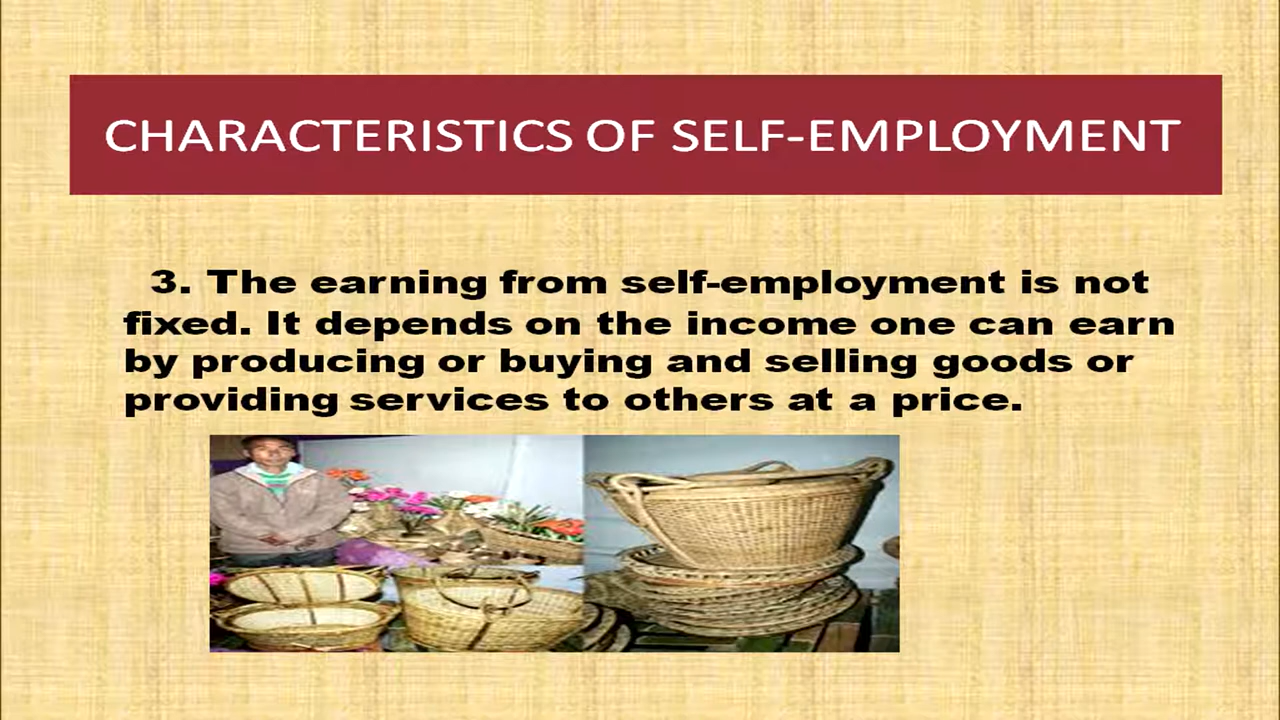 CHARACTERISTICS OF SELF-EMPLOYMENT
3. The earning from self-employment is not
fixed. It depends on the income one can earn
by producing or buying and selling goods or
providing services to others at a price.